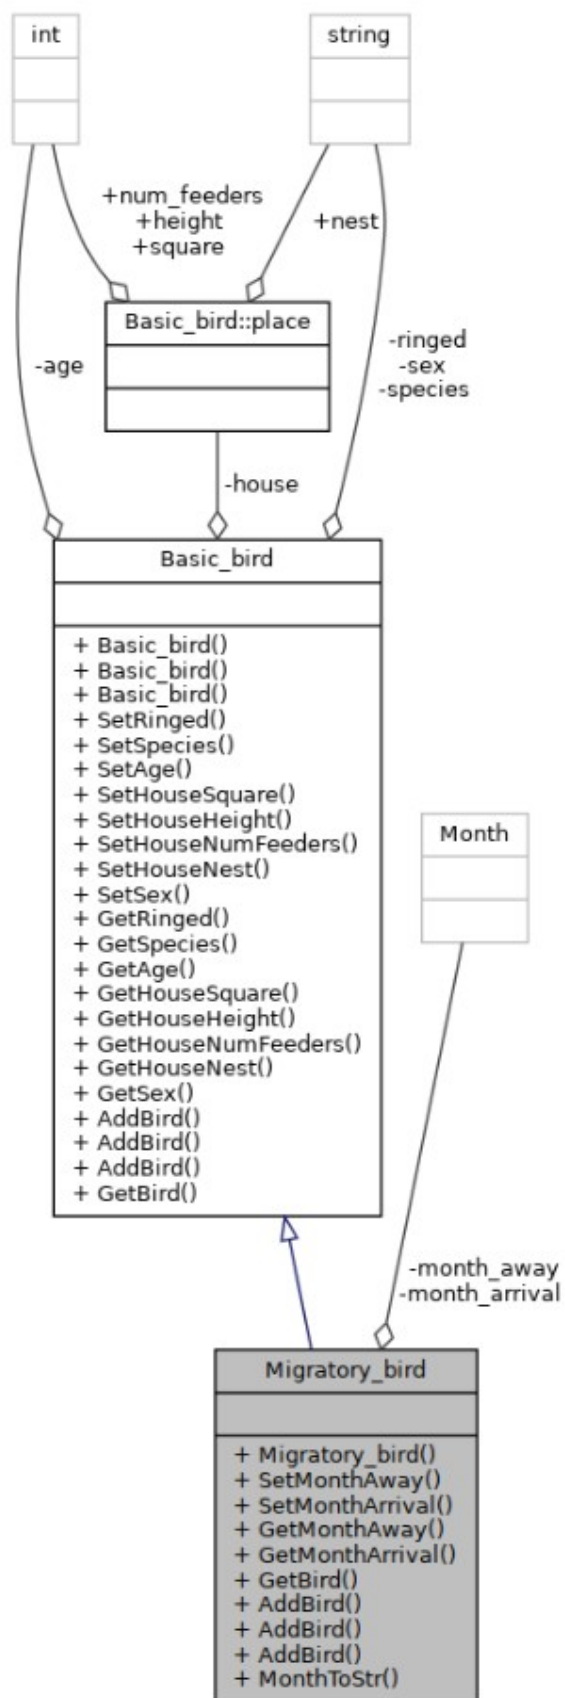 int
string
+num_feeders
+height
+square
+nest
Basic_bird::place
-ringed
-sex
-species
-age
-house
Basic_bird
+ Basic_bird()
+ Basic_bird()
+ Basic_bird()
+ SetRinged()
+ SetSpecies()
+ SetAge()
+ SetHouseSquare()
+ SetHouseHeight()
+ SetHouseNumFeeders()
+ SetHouseNest()
+ SetSex()
+ GetRinged()
+ GetSpecies()
+ GetAge()
+ GetHouseSquare()
+ GetHouseHeight()
+ GetHouseNumFeeders()
+ GetHouseNest()
+ GetSex()
+ AddBird()
+ AddBird()
+ AddBird()
+ GetBird()
Month
-month_away
-month_arrival
Migratory_bird
+ Migratory_bird()
+ SetMonthAway()
+ SetMonthArrival()
+ GetMonthAway()
+ GetMonthArrival()
+ GetBird()
+ AddBird()
+ AddBird()
+ AddBird()
+ MonthToStr()